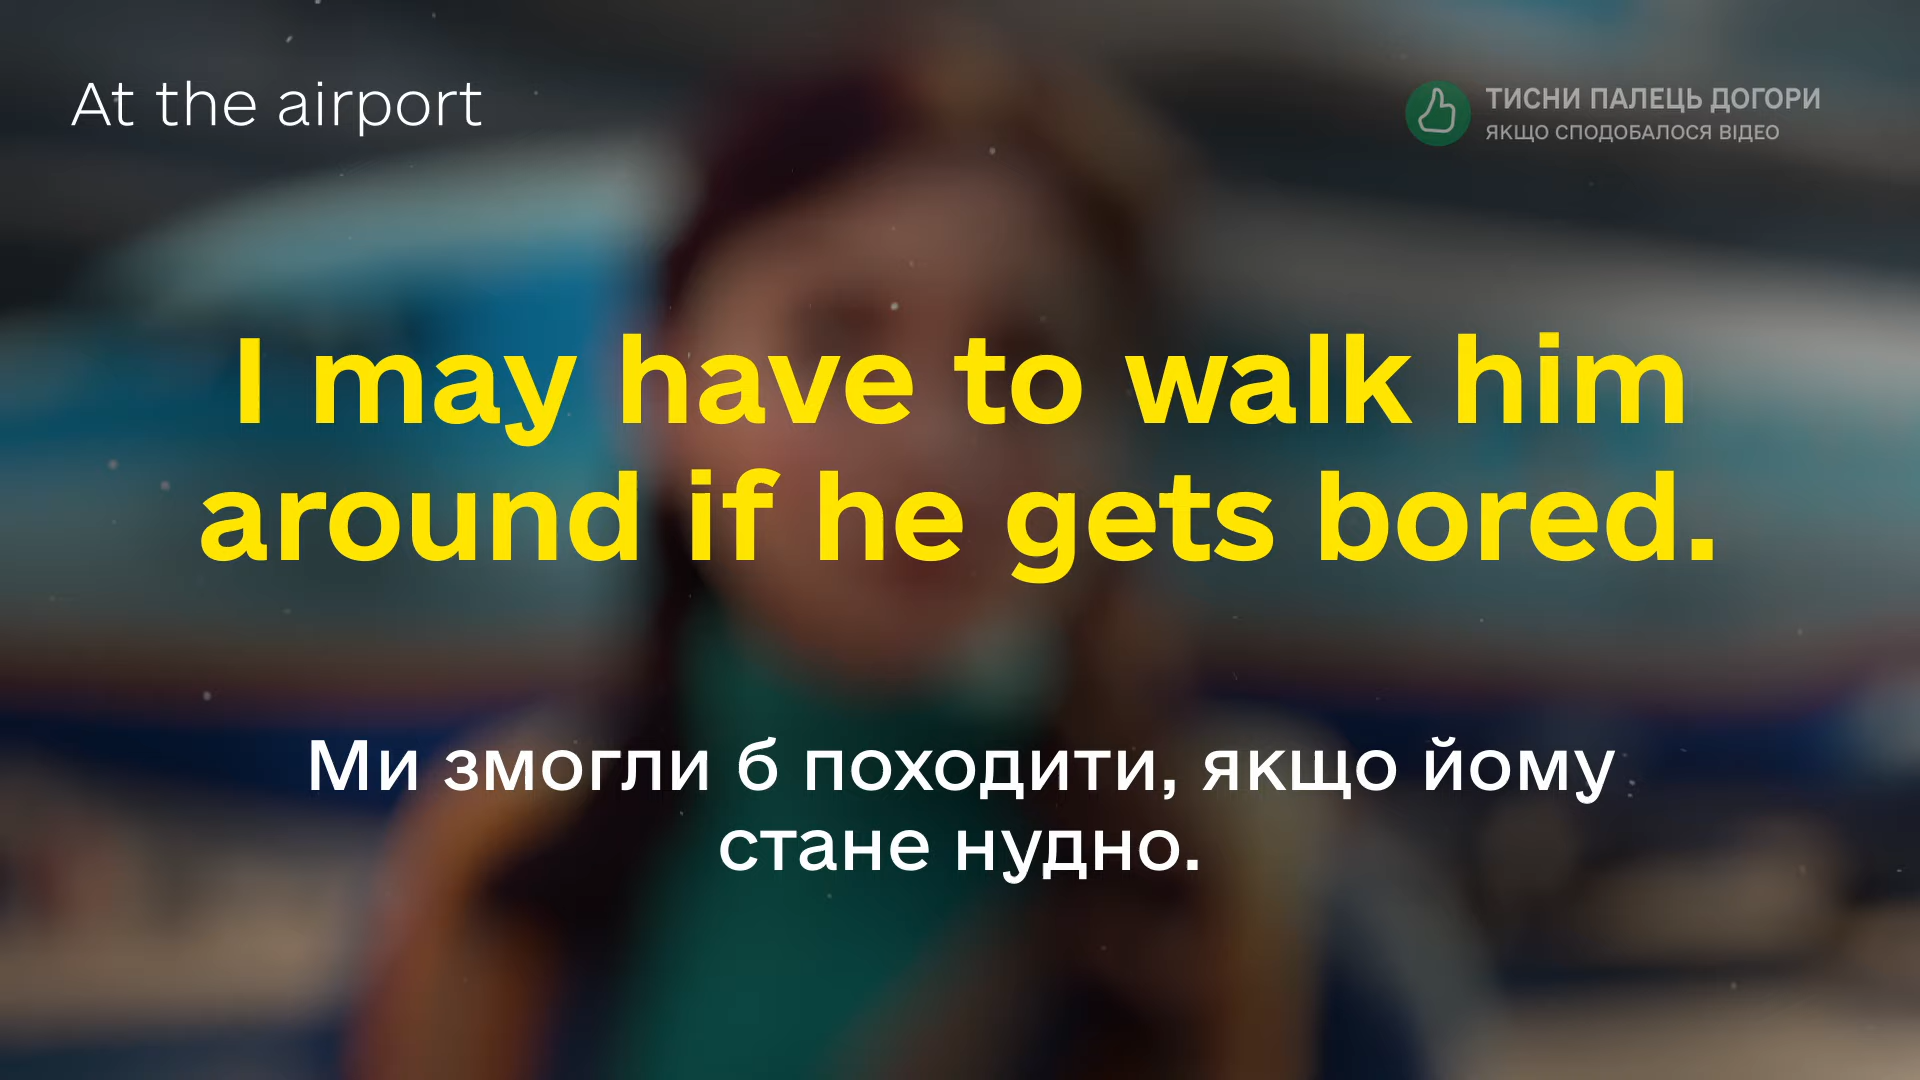 At the airport
ТИСНИ ПАЛЕЦЬ ДОГОРИ
ЯКЩО СПОДОБАЛОСЯ ВІДЕО
I may have to walk him
around if he gets bored.
Ми змогли б походити, якщо йому
стане нудно.